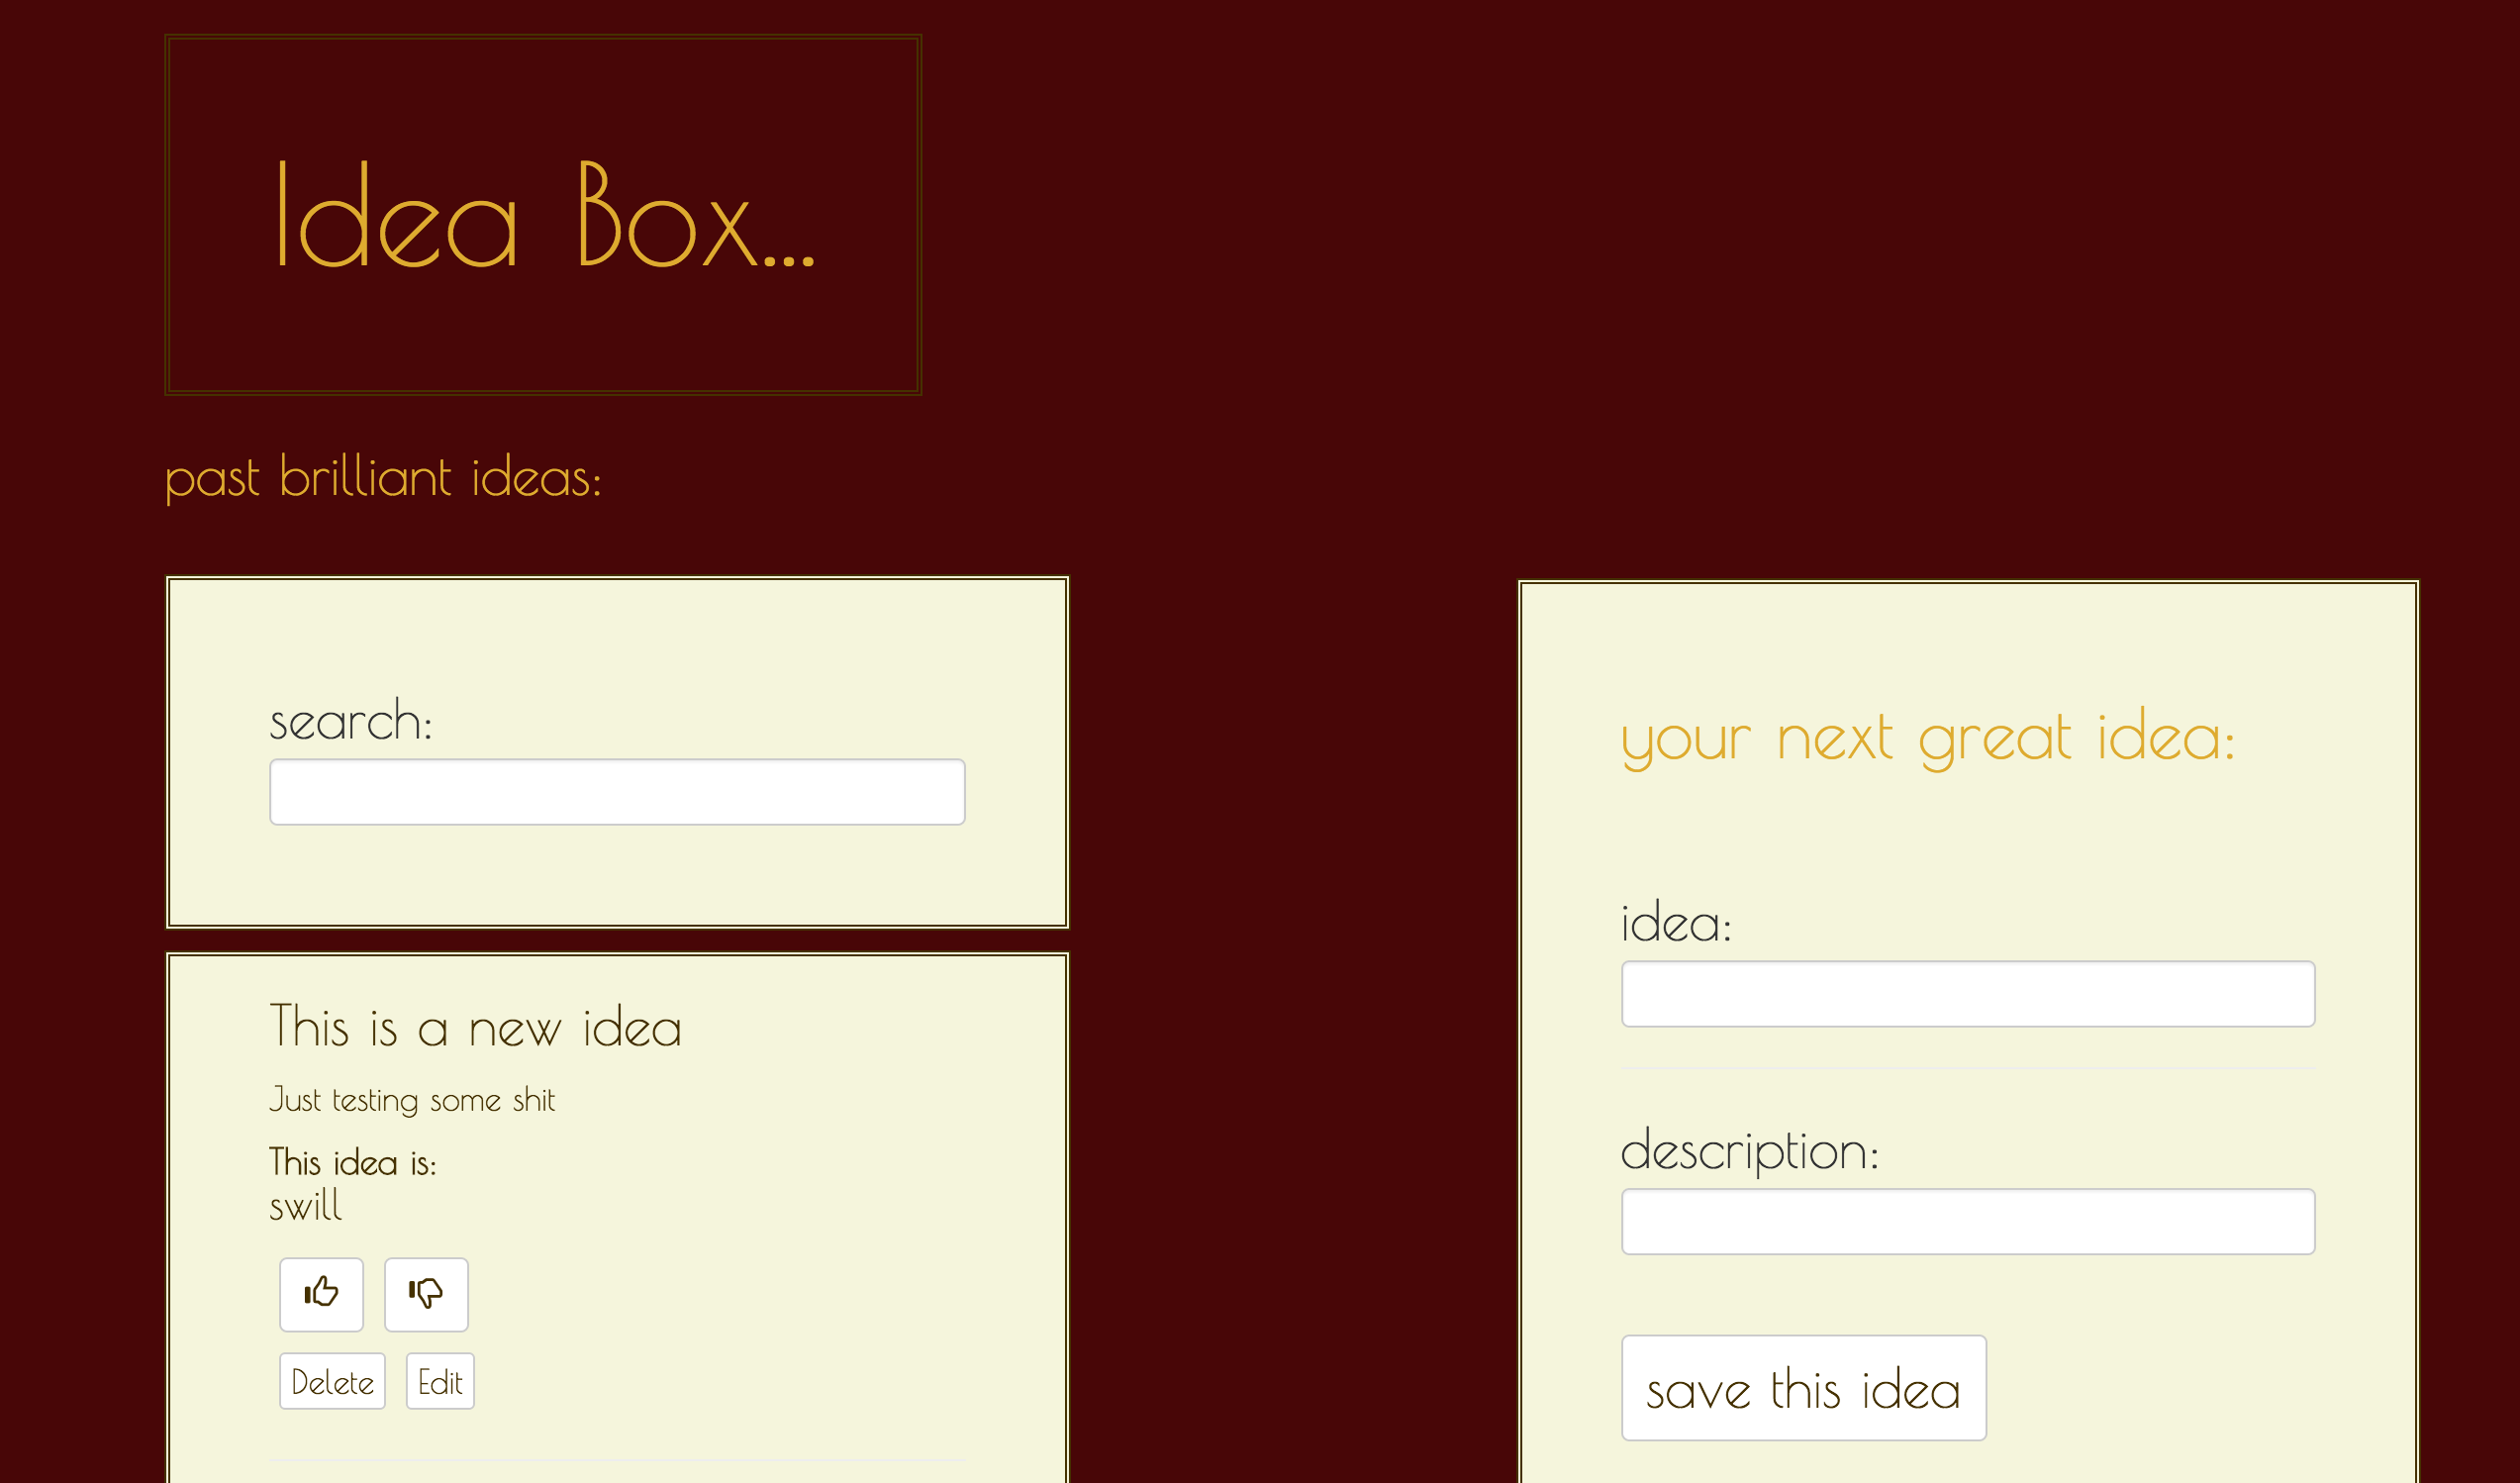 Idea Box...
past brilliant ideas:
search:
This is a new idea
Just testing some shit
This idea is:
swill
Delete Edit
your next great idea:
idea:
description:
save this idea